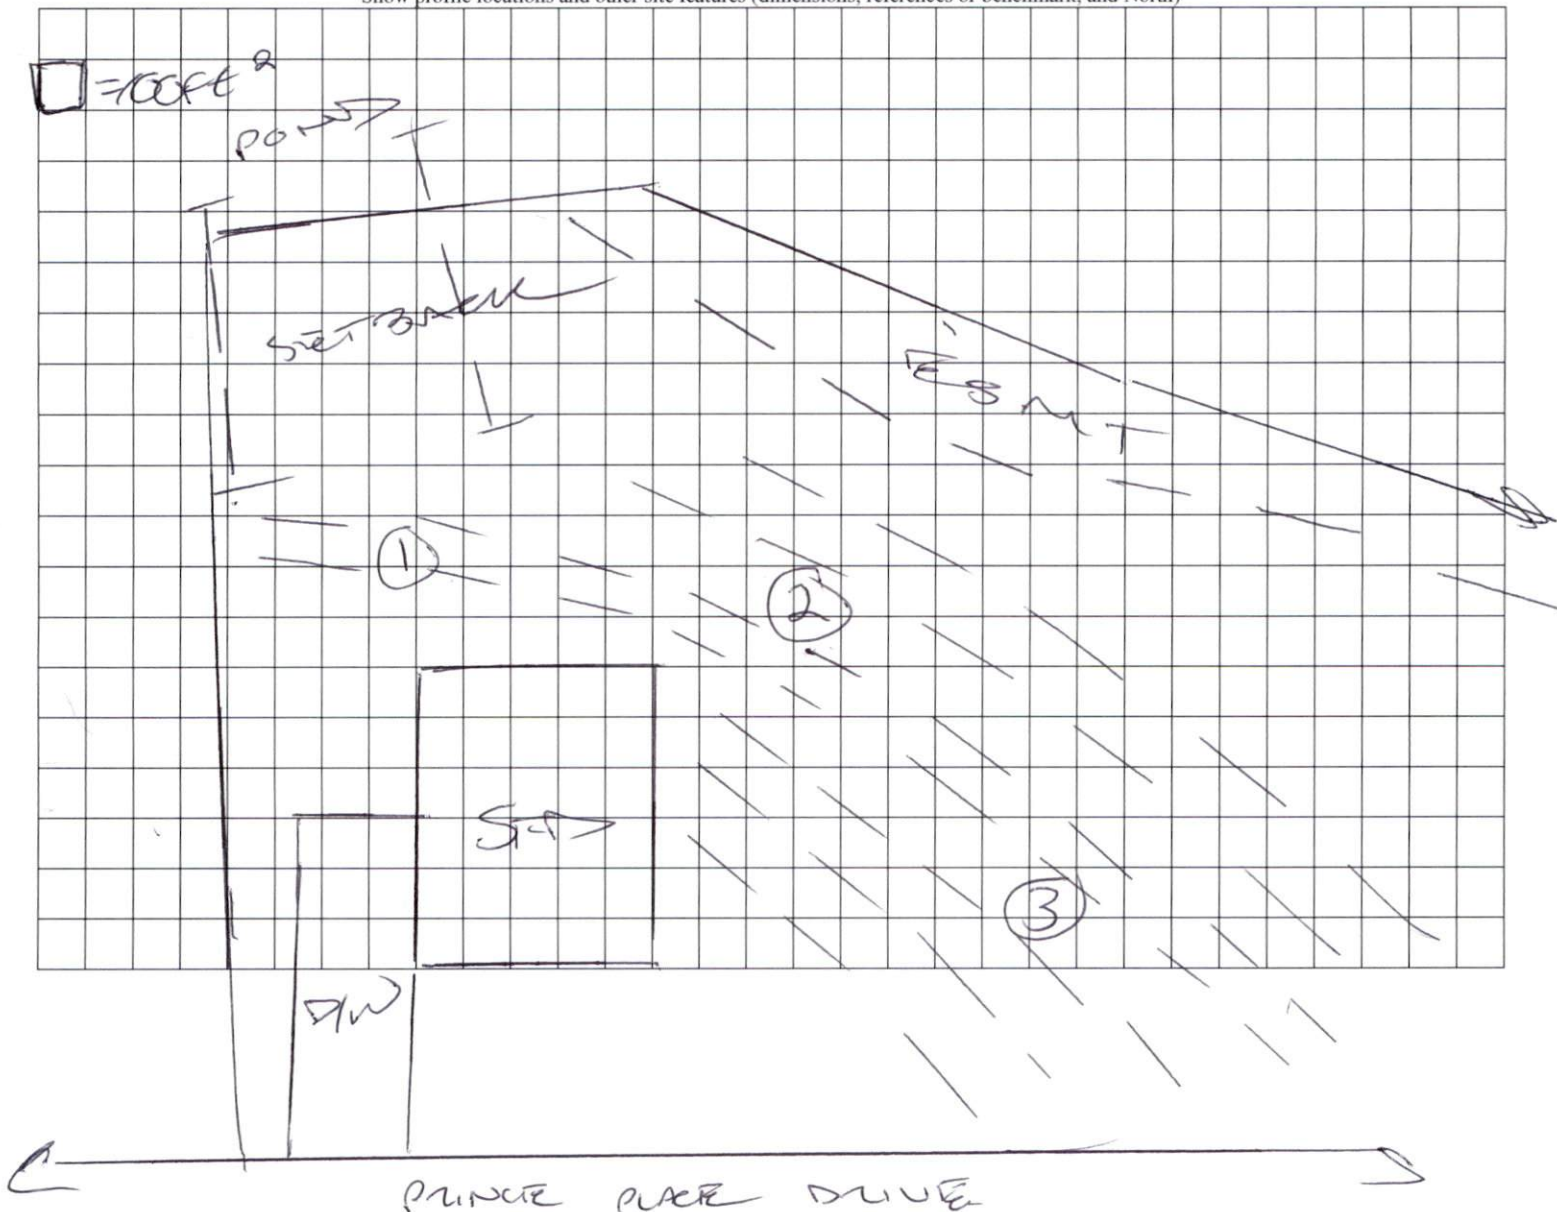 Show profile locations and other site features (dimensions, references or benchmark, and North)
=100ft²
POND
SETBACK
ESMT
1
2
3
SFD
D/W
PRINCE PLACE DRIVE